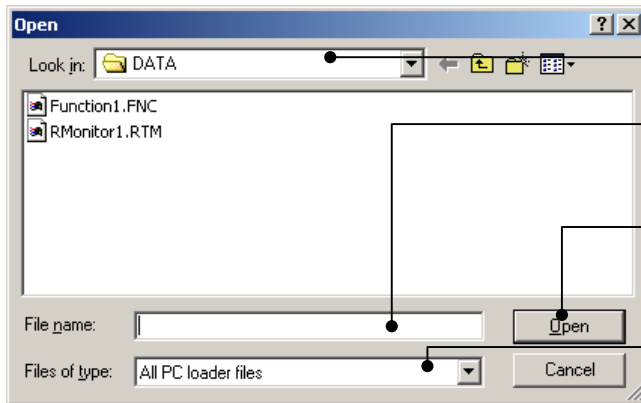 Open
Look in: DATA
Function1.FNC
RMonitor1.RTM
File name:
Open
Files of type: All PC loader files
Cancel